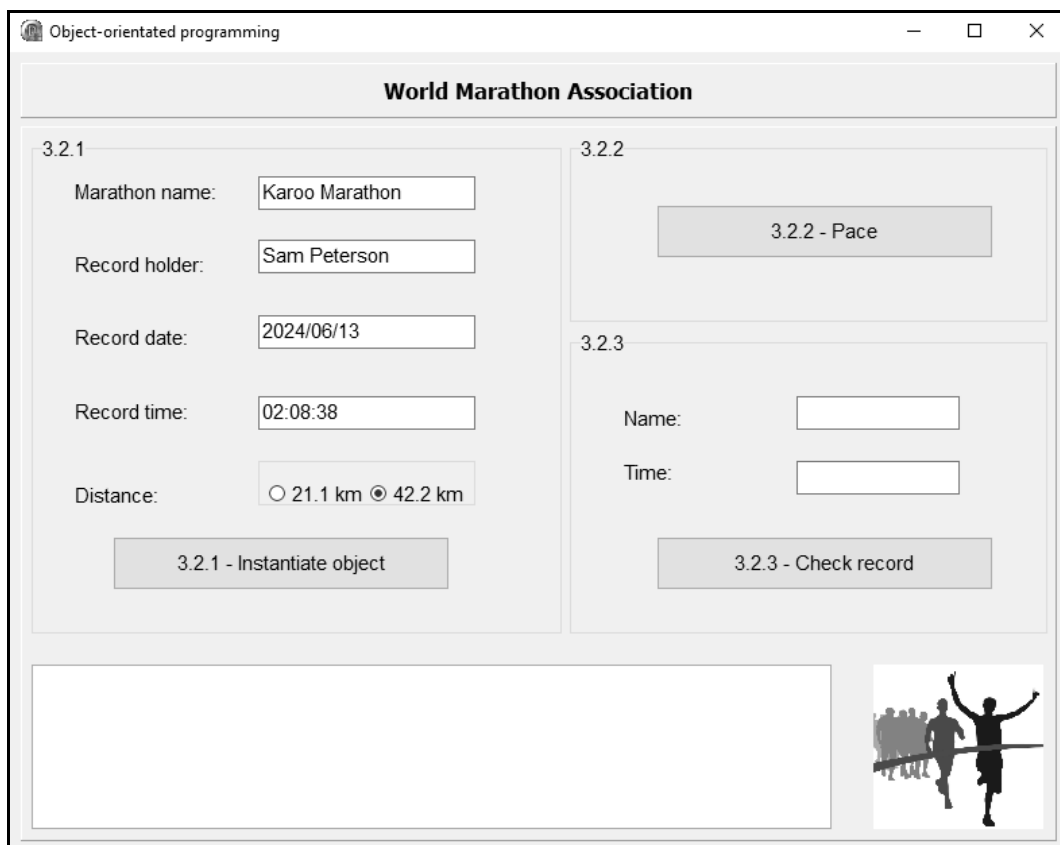 Object-orientated programming
World Marathon Association
3.2.1
Marathon name: Karoo Marathon
Record holder: Sam Peterson
Record date: 2024/06/13
Record time: 02:08:38
Distance: 21.1 km 42.2 km
3.2.1 - Instantiate object
3.2.2
3.2.2 - Pace
3.2.3
Name:
Time:
3.2.3 - Check record